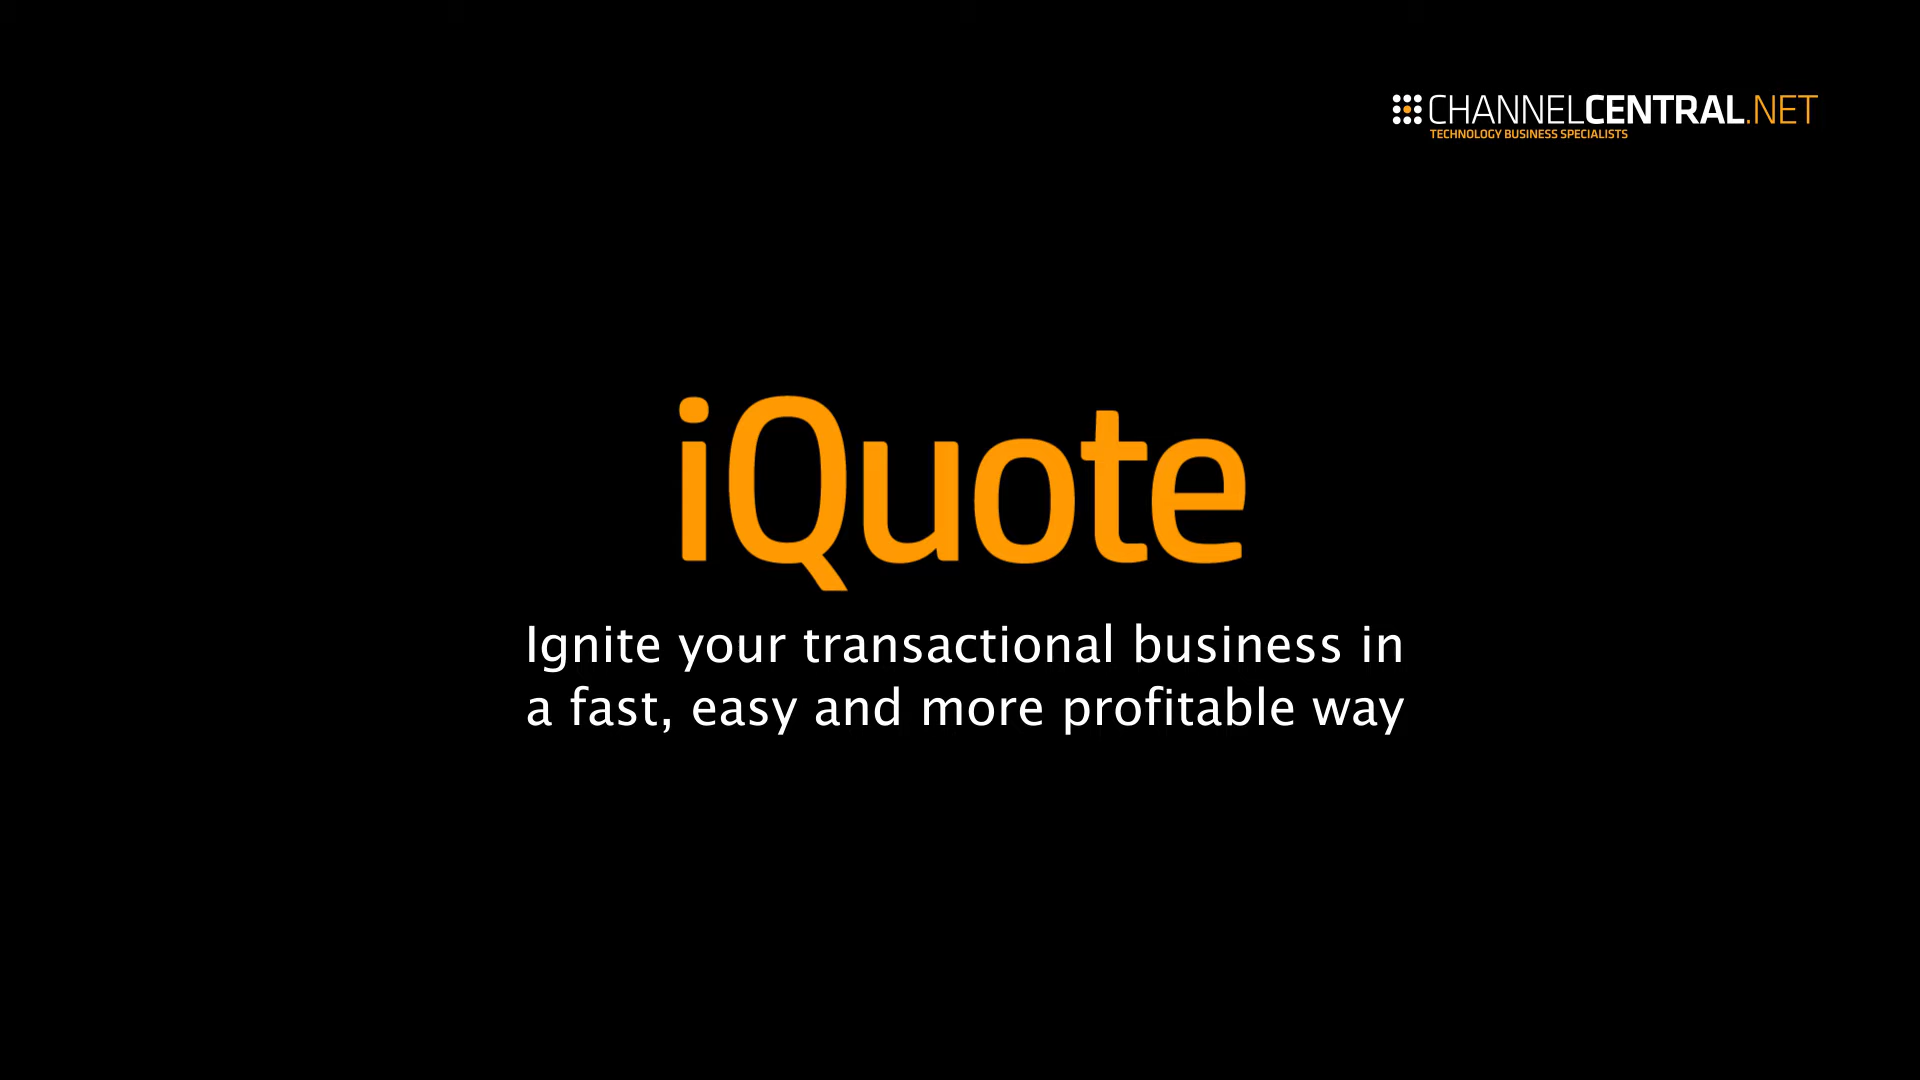 CHANNELCENTRAL.NET
TECHNOLOGY BUSINESS SPECIALISTS
iQuote
Ignite your transactional business in
a fast, easy and more profitable way